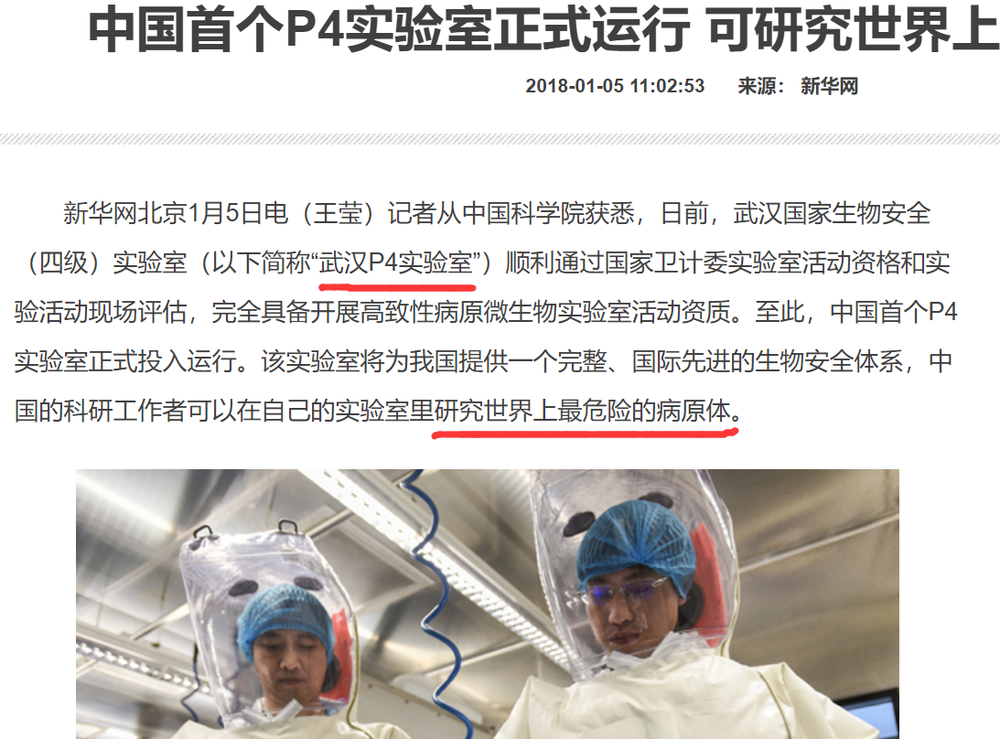 中国首个P4实验室正式运行 可研究世界上
2018-01-05 11:02:53 来源： 新华网
新华网北京1月5日电（王莹）记者从中国科学院获悉，日前，武汉国家生物安全
（四级）实验室（以下简称“武汉P4实验室”）顺利通过国家卫计委实验室活动资格和实
验活动现场评估，完全具备开展高致性病原微生物实验室活动资质。至此，中国首个P4
实验室正式投入运行。该实验室将为我国提供一个完整、国际先进的生物安全体系，中
国的科研工作者可以在自己的实验室里研究世界上最危险的病原体。